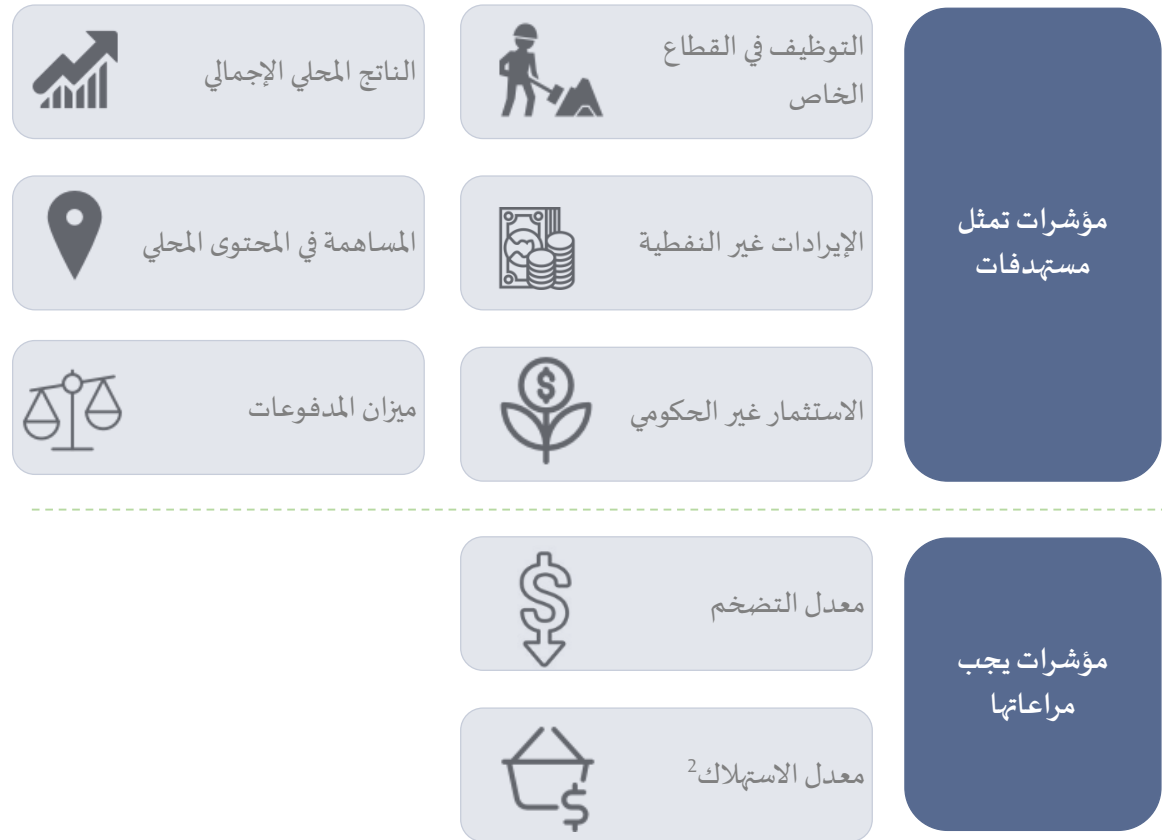 مؤشرات تمثل
مستهدفات
التوظيف في القطاع
الخاص
الناتج المحلي الإجمالي
الإيرادات غير النفطية
المساهمة في المحتوى المحلي
الاستثمار غير الحكومي
ميزان المدفوعات
مؤشرات يجب
مراعاتها
معدل التضخم
معدل الاستهلاك2